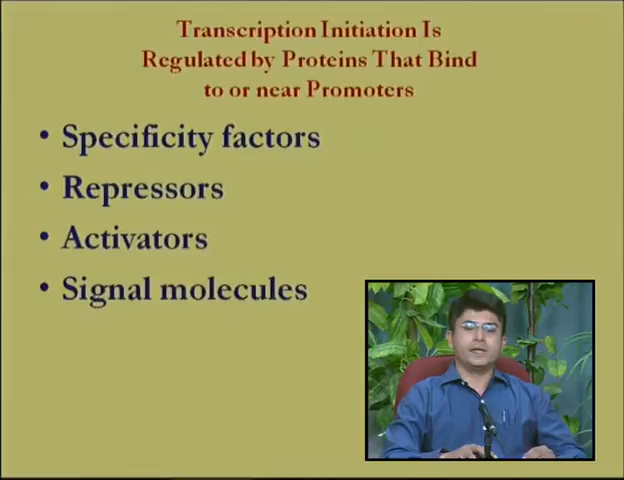 Transcription Initiation Is
Regulated by Proteins That Bind
to or near Promoters
• Specificity factors
• Repressors
• Activators
• Signal molecules